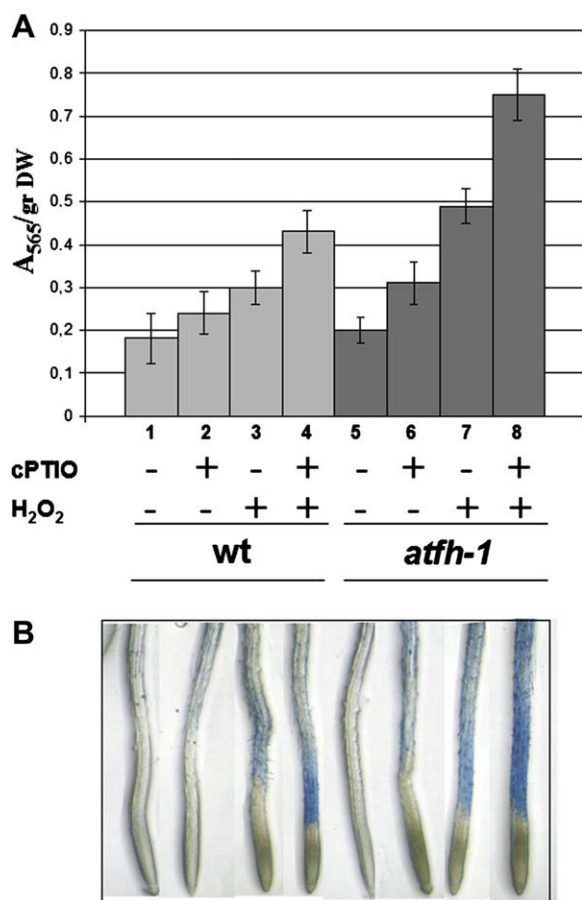 A
A565/gr DW
0.9
0.8
0.7
0.6
0.5
0.4
0,3
0,2
0,1
0
1 2 3 4 5 6 7 8
cPTIO - + - + - + - +
H2O2 - - + + - - + +
wt atfh-1
B